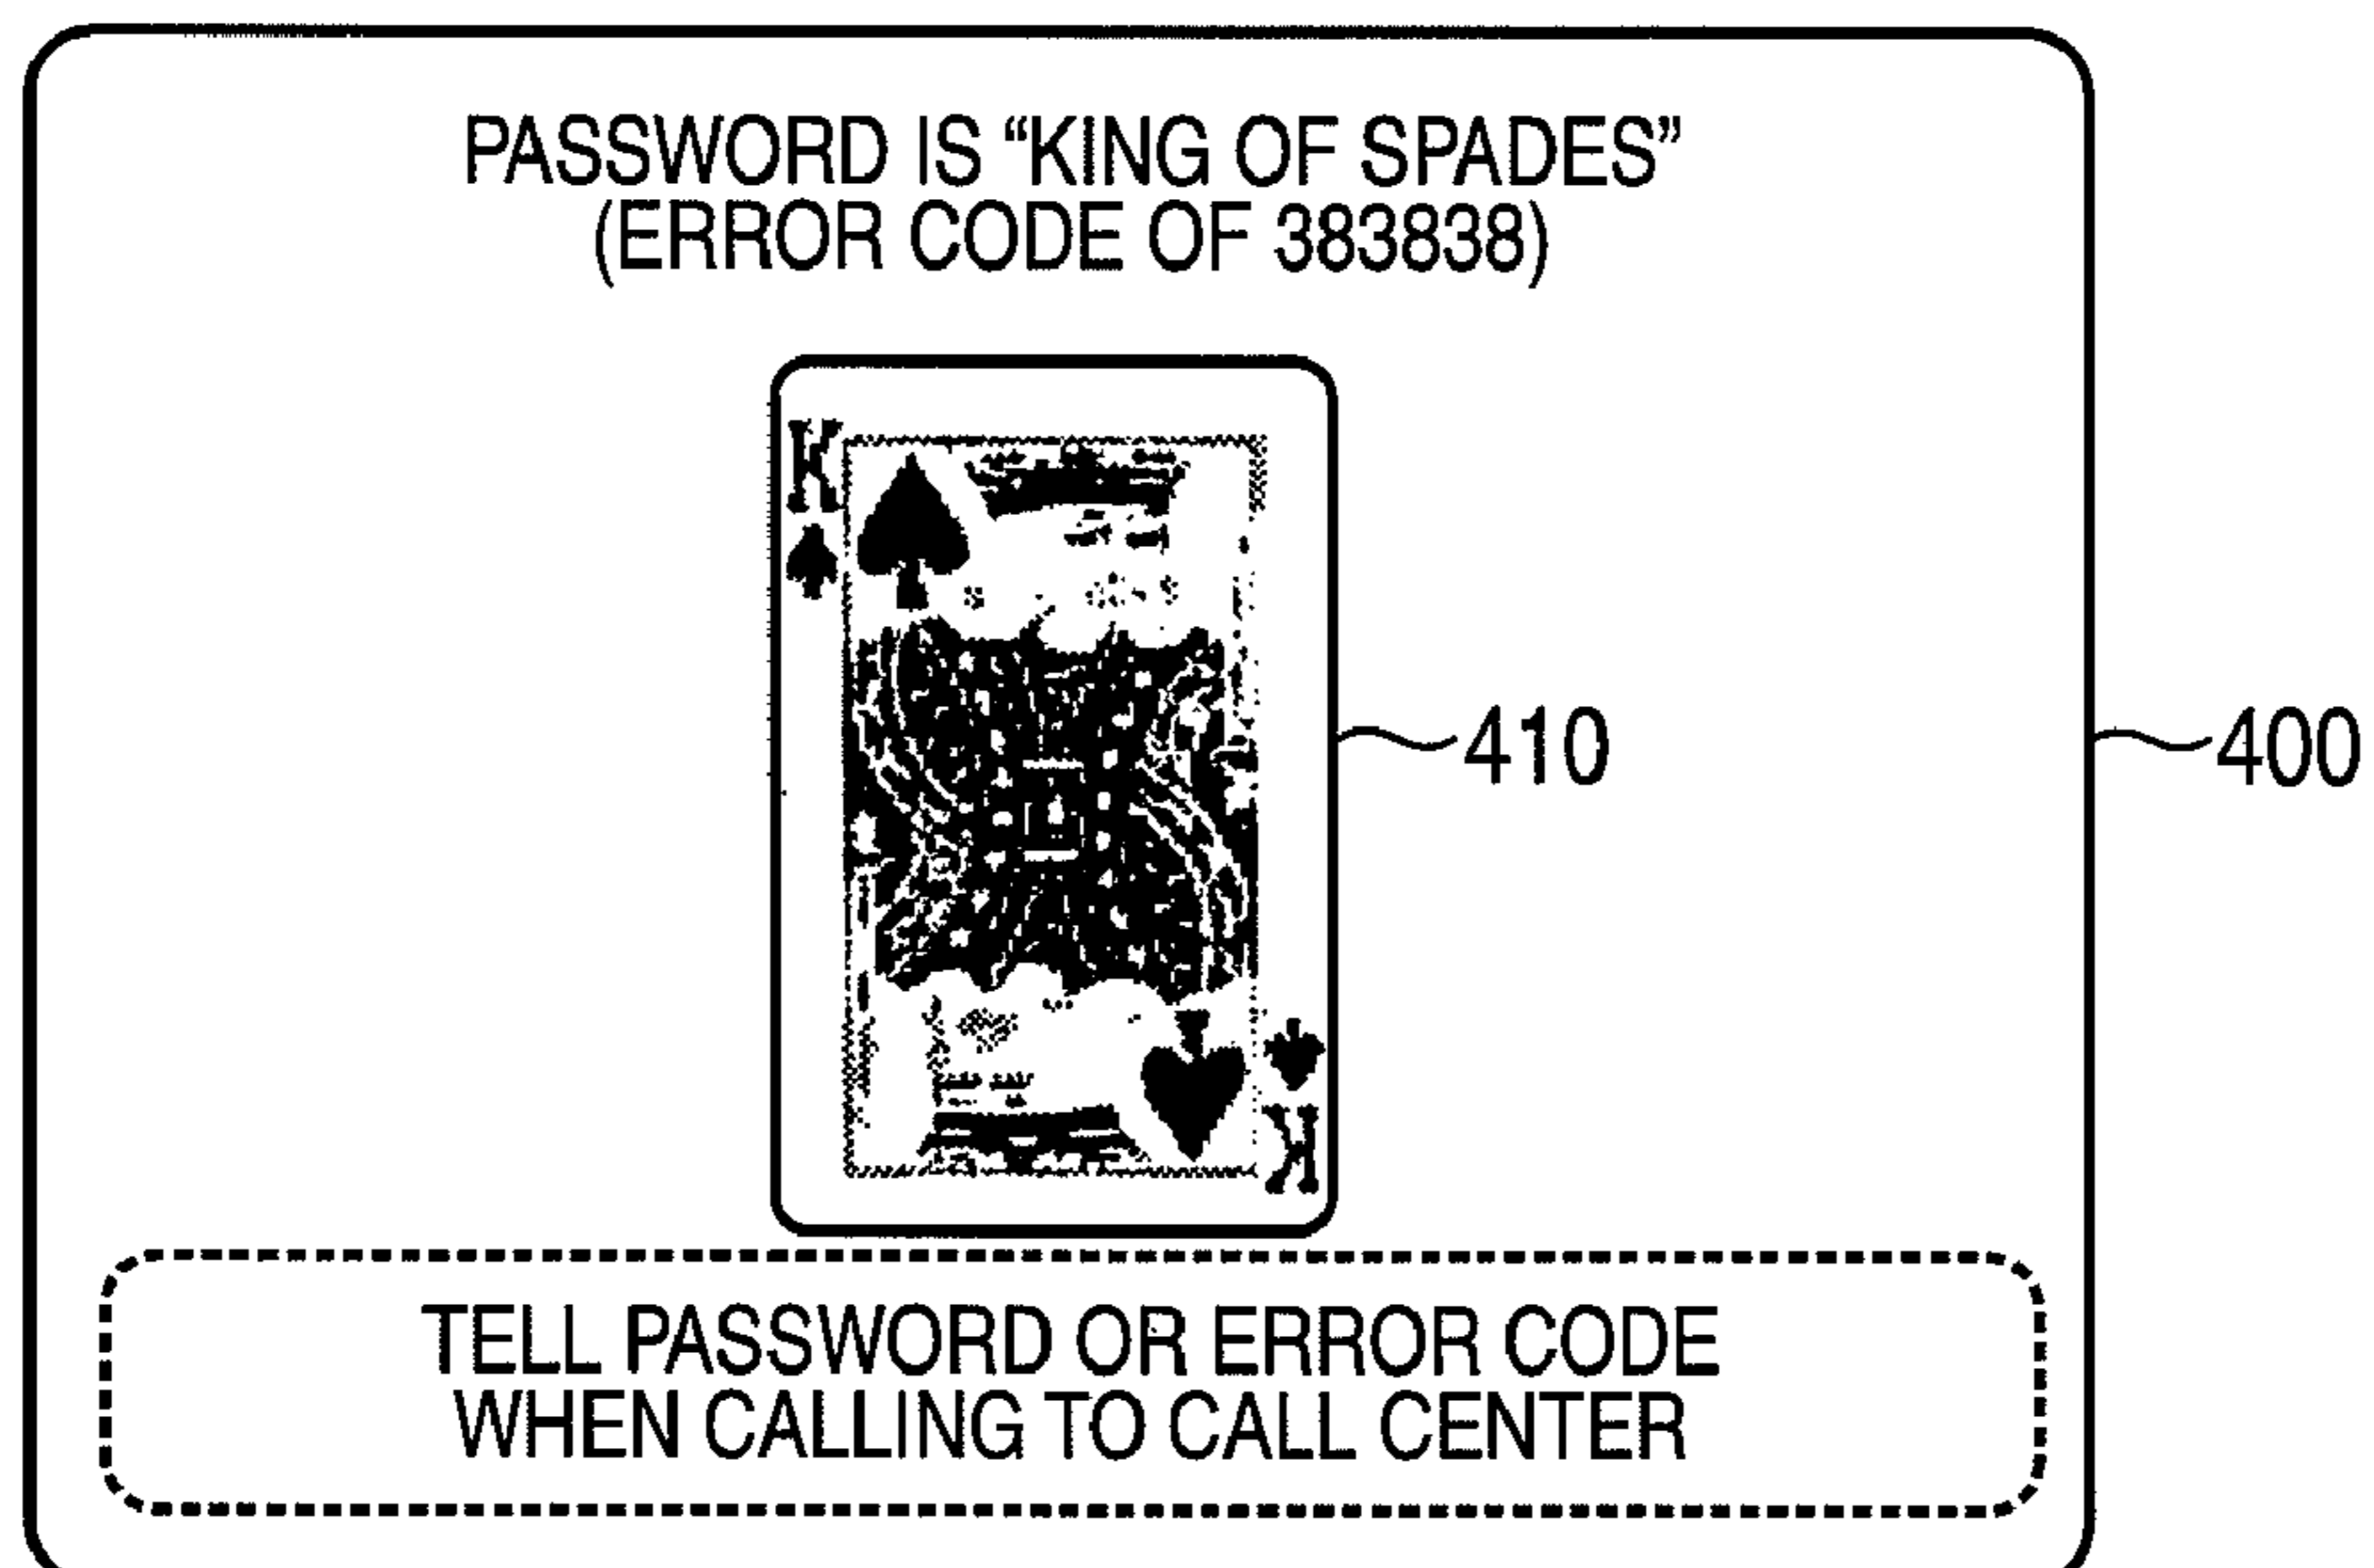 PASSWORD IS “KING OF SPADES”
(ERROR CODE OF 383838)
K
410
400
K
TELL PASSWORD OR ERROR CODE
WHEN CALLING TO CALL CENTER